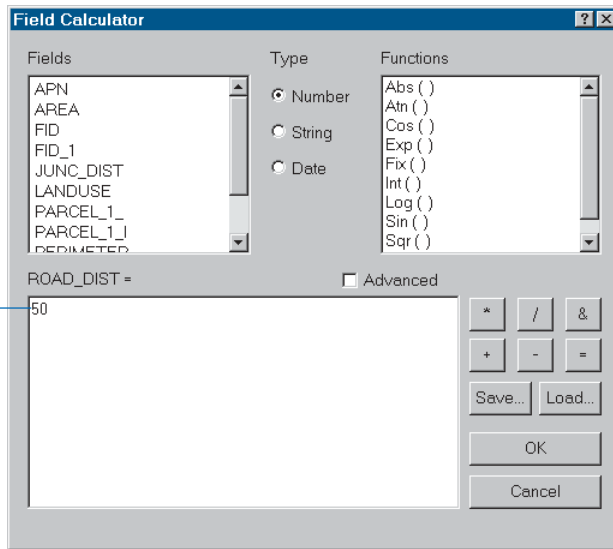 Field Calculator
Fields
Type
Functions
APN
AREA
FID
FID_1
JUNC_DIST
LANDUSE
PARCEL_1_
PARCEL_1_I
PERIMETER
Number
String
Date
Abs ( )
Atn ( )
Cos ( )
Exp ( )
Fix ( )
Int ( )
Log ( )
Sin ( )
Sqr ( )
ROAD_DIST =
Advanced
50
* / &
+ - =
Save... Load...
OK
Cancel